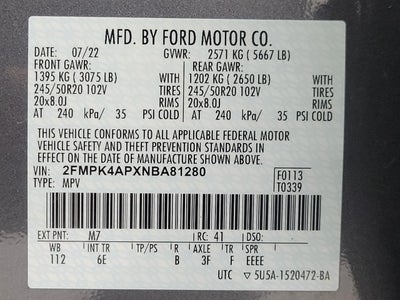 MFD. BY FORD MOTOR CO.
DATE: 07/22 GVWR: 2571 KG ( 5667 LB)
FRONT GAWR: REAR GAWR:
1395 KG ( 3075 LB) WITH 1202 KG ( 2650 LB) WITH
245/50R20 102V TIRES 245/50R20 102V TIRES
20x8.0J RIMS 20x8.0J RIMS
AT 240 kPa/ 35 PSI COLD AT 240 kPa/ 35 PSI COLD
THIS VEHICLE CONFORMS TO ALL APPLICABLE FEDERAL MOTOR
VEHICLE SAFETY AND THEFT PREVENTION STANDARDS IN EFFECT
ON THE DATE OF MANUFACTURE SHOWN ABOVE.
VIN: 2FMPK4APXNBA81280 F0113
TYPE: MPV T0339
EXT PNT: M7 RC: 41 DSO:
WB INT TR TP/PS R AXLE TR SPR
112 6E B 3F F EEEE
UTC ▽ 5U5A-1520472-BA